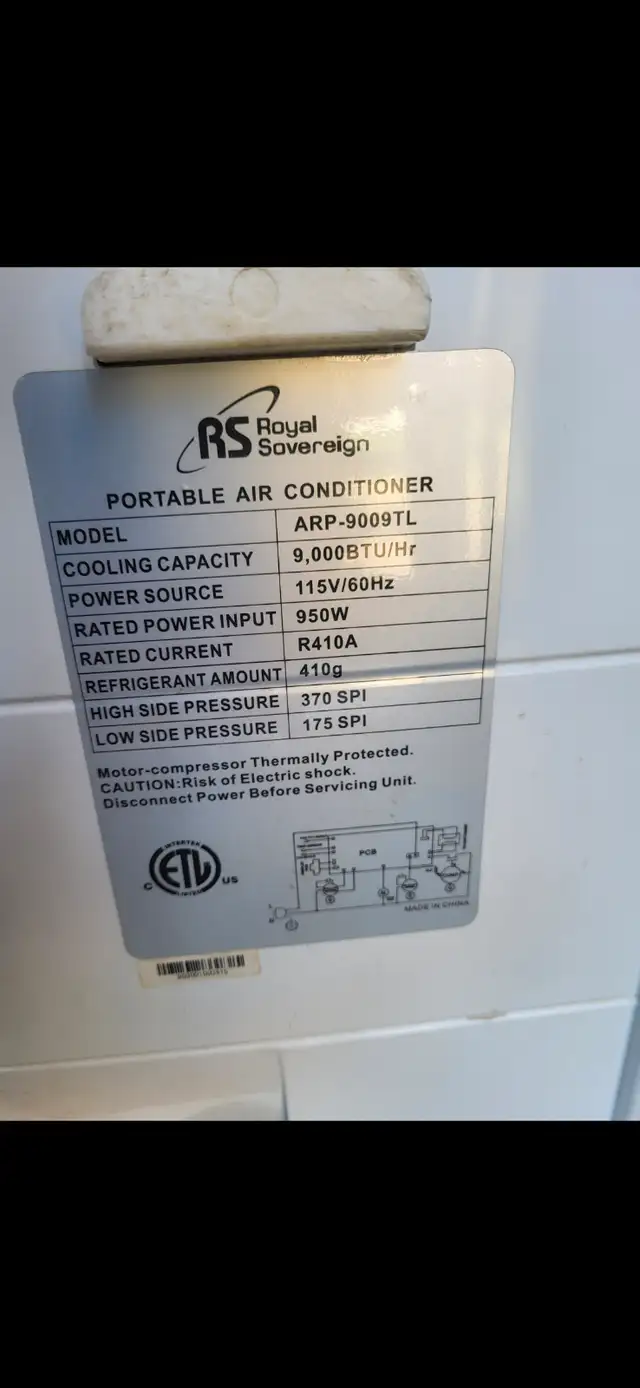 RS Royal
Sovereign
PORTABLE AIR CONDITIONER
MODEL ARP-9009TL
COOLING CAPACITY 9,000BTU/Hr
POWER SOURCE 115V/60Hz
RATED POWER INPUT 950W
RATED CURRENT R410A
REFRIGERANT AMOUNT 410g
HIGH SIDE PRESSURE 370 SPI
LOW SIDE PRESSURE 175 SPI
Motor-compressor Thermally Protected.
CAUTION:Risk of Electric shock.
Disconnect Power Before Servicing Unit.
INTERTEK
C ETL US
LISTED
PCB
MADE IN CHINA